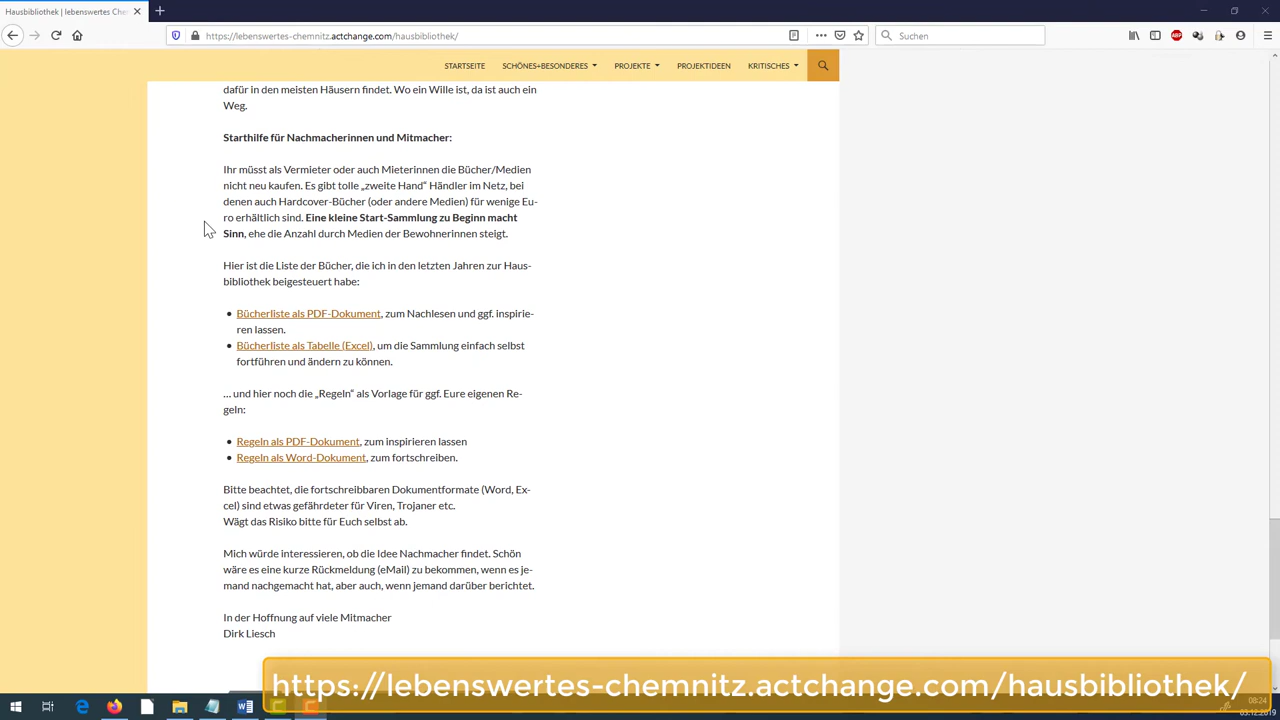 Hausbibliothek | lebenswertes Che
https://lebenswertes-chemnitz.actchange.com/hausbibliothek/
Suchen
STARTSEITE SCHÖNES+BESONDERES PROJEKTE PROJEKTIDEEN KRITISCHES
dafür in den meisten Häusern findet. Wo ein Wille ist, da ist auch ein
Weg.
Starthilfe für Nachmacherinnen und Mitmacher:
Ihr müsst als Vermieter oder auch Mieterinnen die Bücher/Medien
nicht neu kaufen. Es gibt tolle „zweite Hand“ Händler im Netz, bei
denen auch Hardcover-Bücher (oder andere Medien) für wenige Eu-
ro erhältlich sind. Eine kleine Start-Sammlung zu Beginn macht
Sinn, ehe die Anzahl durch Medien der Bewohnerinnen steigt.
Hier ist die Liste der Bücher, die ich in den letzten Jahren zur Haus-
bibliothek beigesteuert habe:
• Bücherliste als PDF-Dokument, zum Nachlesen und ggf. inspirie-
ren lassen.
• Bücherliste als Tabelle (Excel), um die Sammlung einfach selbst
fortführen und ändern zu können.
… und hier noch die „Regeln“ als Vorlage für ggf. Eure eigenen Re-
geln:
• Regeln als PDF-Dokument, zum inspirieren lassen
• Regeln als Word-Dokument, zum fortschreiben.
Bitte beachtet, die fortschreibbaren Dokumentformate (Word, Ex-
cel) sind etwas gefährdeter für Viren, Trojaner etc.
Wägt das Risiko bitte für Euch selbst ab.
Mich würde interessieren, ob die Idee Nachmacher findet. Schön
wäre es eine kurze Rückmeldung (eMail) zu bekommen, wenn es je-
mand nachgemacht hat, aber auch, wenn jemand darüber berichtet.
In der Hoffnung auf viele Mitmacher
Dirk Liesch
https://lebenswertes-chemnitz.actchange.com/hausbibliothek/
08:24
03.12.2019